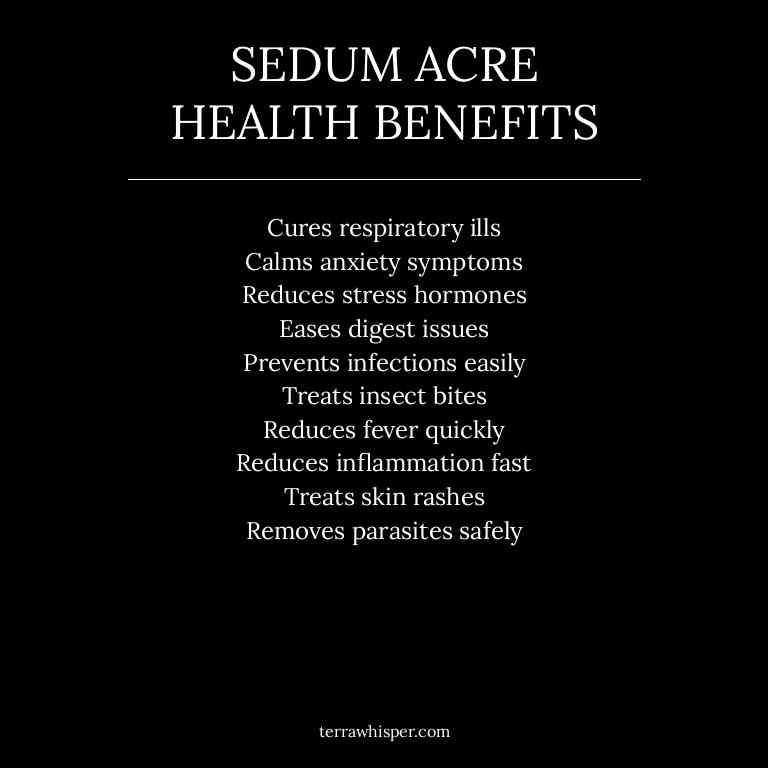 SEDUM ACRE
HEALTH BENEFITS
Cures respiratory ills
Calms anxiety symptoms
Reduces stress hormones
Eases digest issues
Prevents infections easily
Treats insect bites
Reduces fever quickly
Reduces inflammation fast
Treats skin rashes
Removes parasites safely
terrawhisper.com